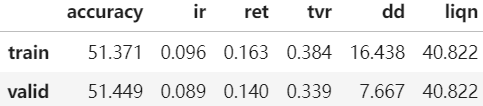 accuracy ir ret tvr dd liqn
train 51.371 0.096 0.163 0.384 16.438 40.822
valid 51.449 0.089 0.140 0.339 7.667 40.822